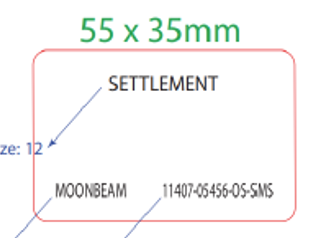 55 x 35mm
SETTLEMENT
ze: 12
MOONBEAM 11407-05456-OS-SMS